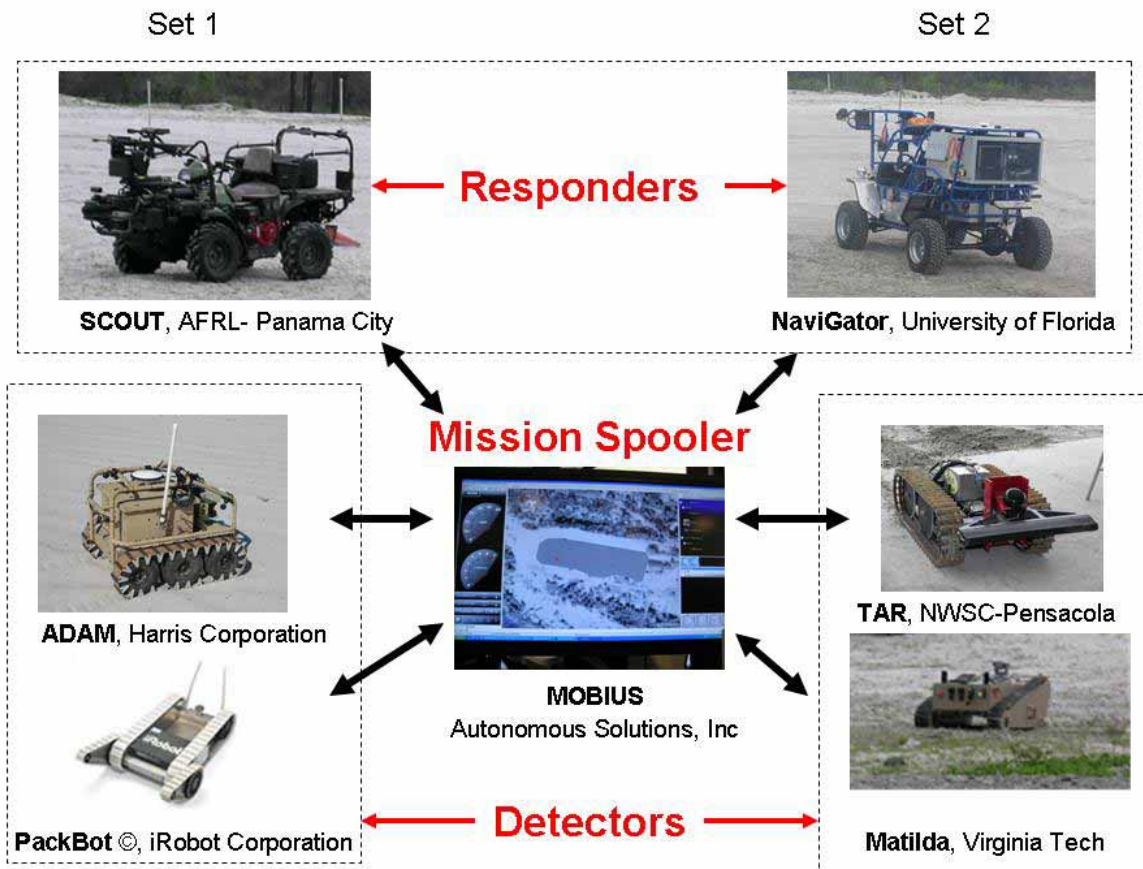 Set 1
Set 2
Responders
SCOUT, AFRL- Panama City
NaviGator, University of Florida
Mission Spooler
ADAM, Harris Corporation
TAR, NWSC-Pensacola
MOBIUS
Autonomous Solutions, Inc
iRobot
Detectors
PackBot ©, iRobot Corporation
Matilda, Virginia Tech